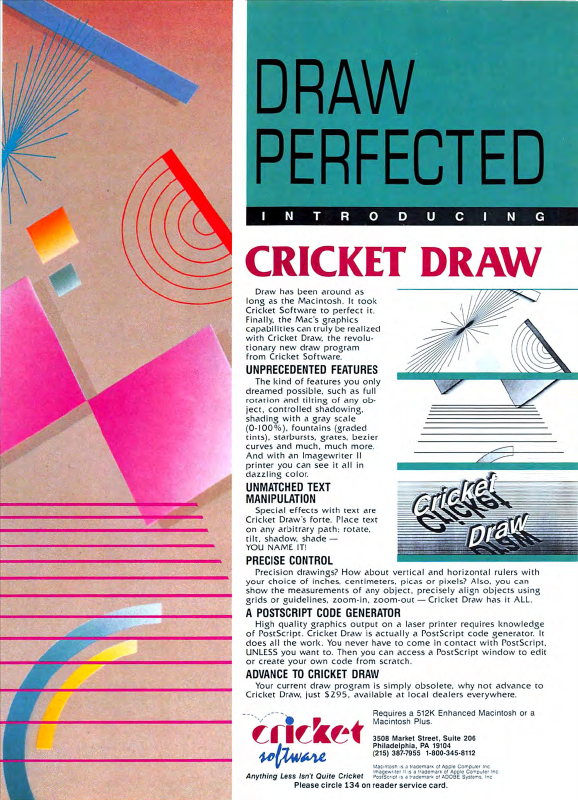 DRAW
PERFECTED
INTRODUCING
CRICKET DRAW
Draw has been around as
long as the Macintosh. It took
Cricket Software to perfect it.
Finally, the Mac's graphics
capabilities can truly be realized
with Cricket Draw, the revolu-
tionary new draw program
from Cricket Software.
UNPRECEDENTED FEATURES
The kind of features you only
dreamed possible, such as full
rotation and tilting of any ob-
ject, controlled shadowing,
shading with a gray scale
(0-100%), fountains (graded
tints), starbursts, grates, bezier
curves and much, much more.
And with an Imagewriter II
printer you can see it all in
dazzling color.
UNMATCHED TEXT
MANIPULATION
Special effects with text are
Cricket Draw's forte. Place text
on any arbitrary path; rotate,
tilt, shadow, shade —
YOU NAME IT!
Cricket
Draw
PRECISE CONTROL
Precision drawings? How about vertical and horizontal rulers with
your choice of inches, centimeters, picas or pixels? Also, you can
show the measurements of any object, precisely align objects using
grids or guidelines, zoom-in, zoom-out — Cricket Draw has it ALL.
A POSTSCRIPT CODE GENERATOR
High quality graphics output on a laser printer requires knowledge
of PostScript. Cricket Draw is actually a PostScript code generator. It
does all the work. You never have to come in contact with PostScript,
UNLESS you want to. Then you can access a PostScript window to edit
or create your own code from scratch.
ADVANCE TO CRICKET DRAW
Your current draw program is simply obsolete, why not advance to
Cricket Draw, just $295, available at local dealers everywhere.
cricket
software
Anything Less Isn't Quite Cricket
Requires a 512K Enhanced Macintosh or a
Macintosh Plus.
3508 Market Street, Suite 206
Philadelphia, PA 19104
(215) 387-7955 1-800-345-8112
Macintosh is a trademark of Apple Computer Inc.
Imagewriter II is a trademark of Apple Computer Inc.
PostScript is a trademark of ADOBE Systems, Inc.
Please circle 134 on reader service card.